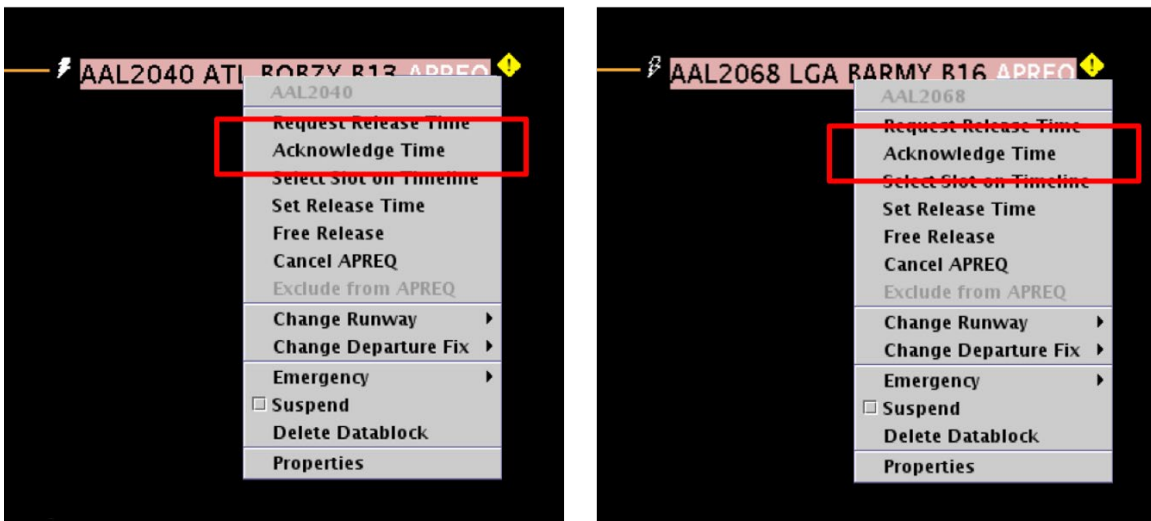 AAL2040 ATL BOBZY B13 APREQ
AAL2040
Request Release Time
Acknowledge Time
Select Slot on Timeline
Set Release Time
Free Release
Cancel APREQ
Exclude from APREQ
Change Runway
Change Departure Fix
Emergency
Suspend
Delete Datablock
Properties
AAL2068 LGA BARMY B16 APREQ
AAL2068
Request Release Time
Acknowledge Time
Select Slot on Timeline
Set Release Time
Free Release
Cancel APREQ
Exclude from APREQ
Change Runway
Change Departure Fix
Emergency
Suspend
Delete Datablock
Properties